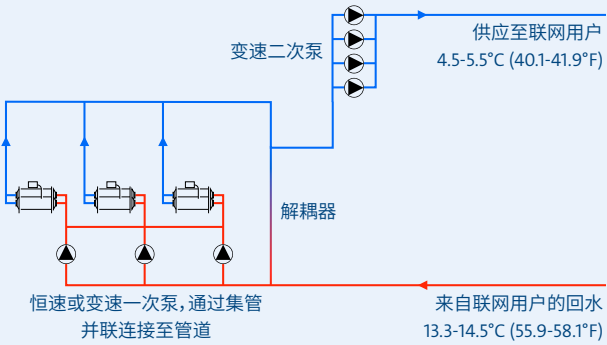 供应至联网用户
变速二次泵
4.5-5.5°C (40.1-41.9°F)
解耦器
恒速或变速一次泵，通过集管
并联连接至管道
来自联网用户的回水
13.3-14.5°C (55.9-58.1°F)